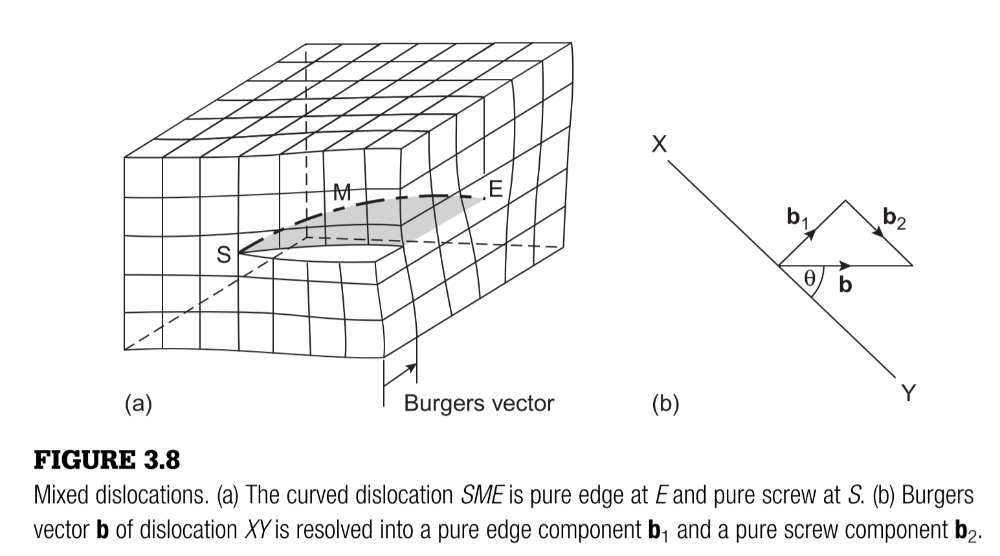 X
b₁
b₂
M
E
S
θ
b
Y
(a)
Burgers vector
(b)
FIGURE 3.8
Mixed dislocations. (a) The curved dislocation SME is pure edge at E and pure screw at S. (b) Burgers
vector b of dislocation XY is resolved into a pure edge component b₁ and a pure screw component b₂.